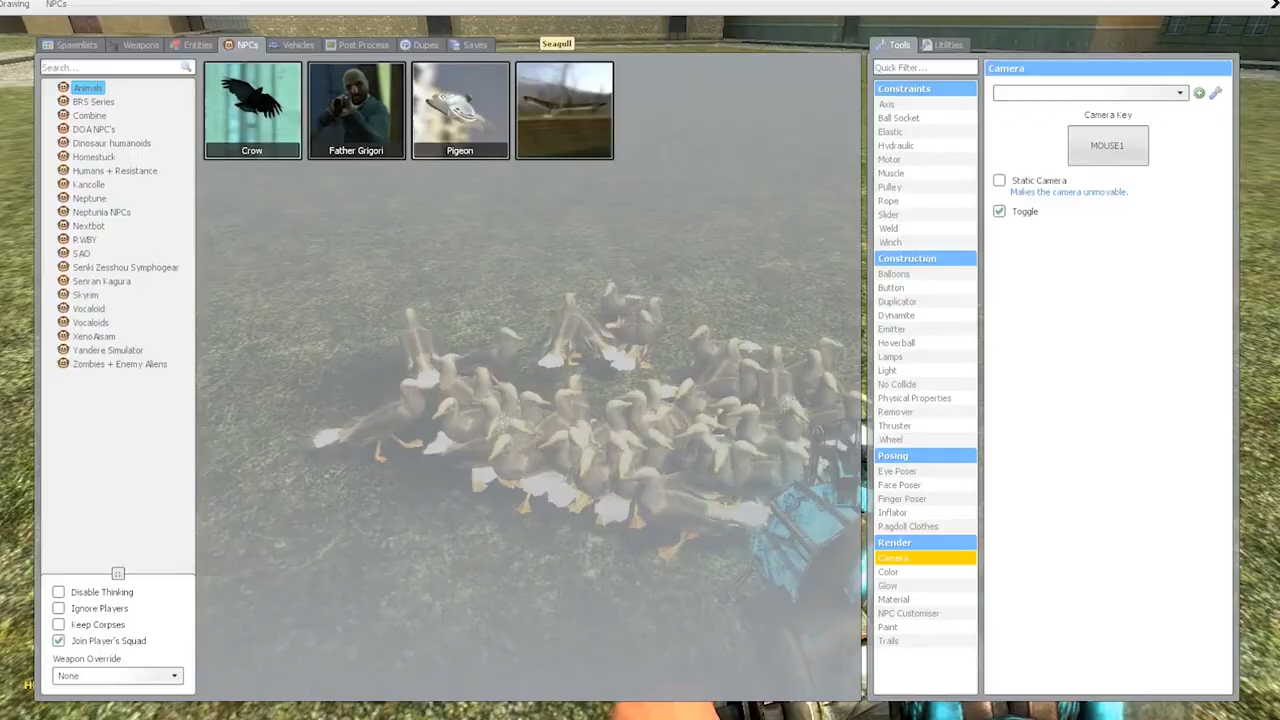 Drawing NPCs
Spawnlists Weapons Entities NPCs Vehicles Post Process Dupes Saves
Seagull
Tools Utilities
Search...
Animals
BRS Series
Combine
DOA NPC's
Dinosaur humanoids
Homestuck
Humans + Resistance
Kancolle
Neptune
Neptunia NPCs
Nextbot
RWBY
SAO
Senki Zesshou Symphogear
Senran Kagura
Skyrim
Vocaloid
Vocaloids
XenoAisam
Yandere Simulator
Zombies + Enemy Aliens
Disable Thinking
Ignore Players
Keep Corpses
Join Player's Squad
Weapon Override
None
Crow
Father Grigori
Pigeon
Quick Filter...
Constraints
Axis
Ball Socket
Elastic
Hydraulic
Motor
Muscle
Pulley
Rope
Slider
Weld
Winch
Construction
Balloons
Button
Duplicator
Dynamite
Emitter
Hoverball
Lamps
Light
No Collide
Physical Properties
Remover
Thruster
Wheel
Posing
Eye Poser
Face Poser
Finger Poser
Inflator
Ragdoll Clothes
Render
Camera
Color
Glow
Material
NPC Customiser
Paint
Trails
Camera
Camera Key
MOUSE1
Static Camera
Makes the camera unmovable.
Toggle